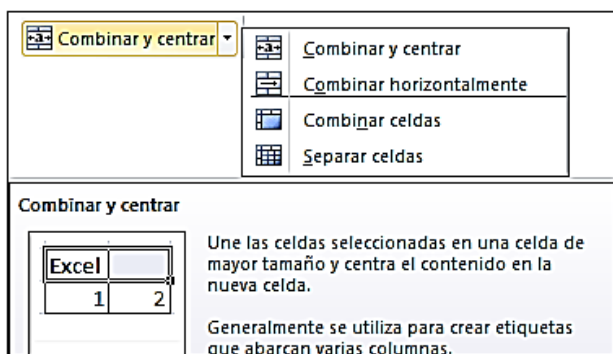 Combinar y centrar
Combinar y centrar
Combinar horizontalmente
Combinar celdas
Separar celdas
Combinar y centrar
Excel
1 2
Une las celdas seleccionadas en una celda de
mayor tamaño y centra el contenido en la
nueva celda.
Generalmente se utiliza para crear etiquetas
que abarcan varias columnas.